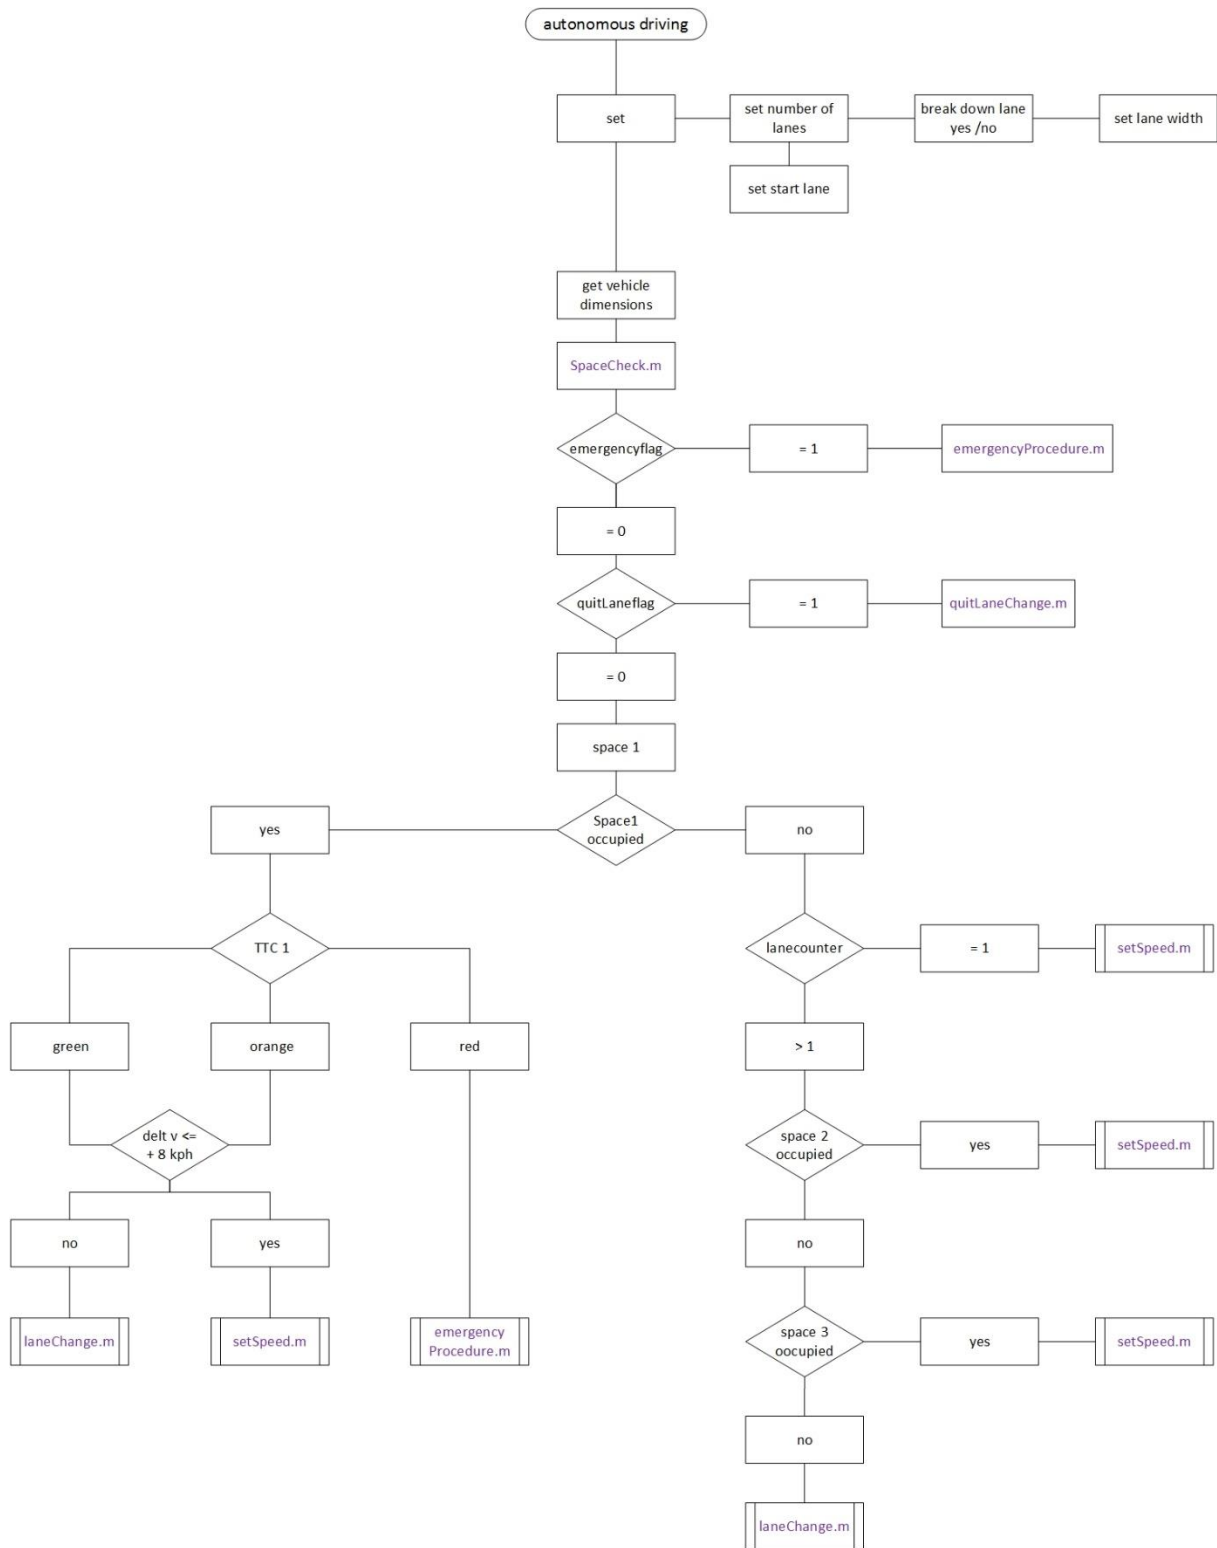 autonomous driving
set
set number of
lanes
break down lane
yes /no
set lane width
set start lane
get vehicle
dimensions
SpaceCheck.m
emergencyflag
= 1
emergencyProcedure.m
= 0
quitLaneflag
= 1
quitLaneChange.m
= 0
space 1
yes
Space1
occupied
no
TTC 1
lanecounter
= 1
setSpeed.m
green
orange
red
> 1
delt v <=
+ 8 kph
space 2
occupied
yes
setSpeed.m
no
yes
no
laneChange.m
setSpeed.m
emergency
Procedure.m
space 3
ooccupied
yes
setSpeed.m
no
laneChange.m